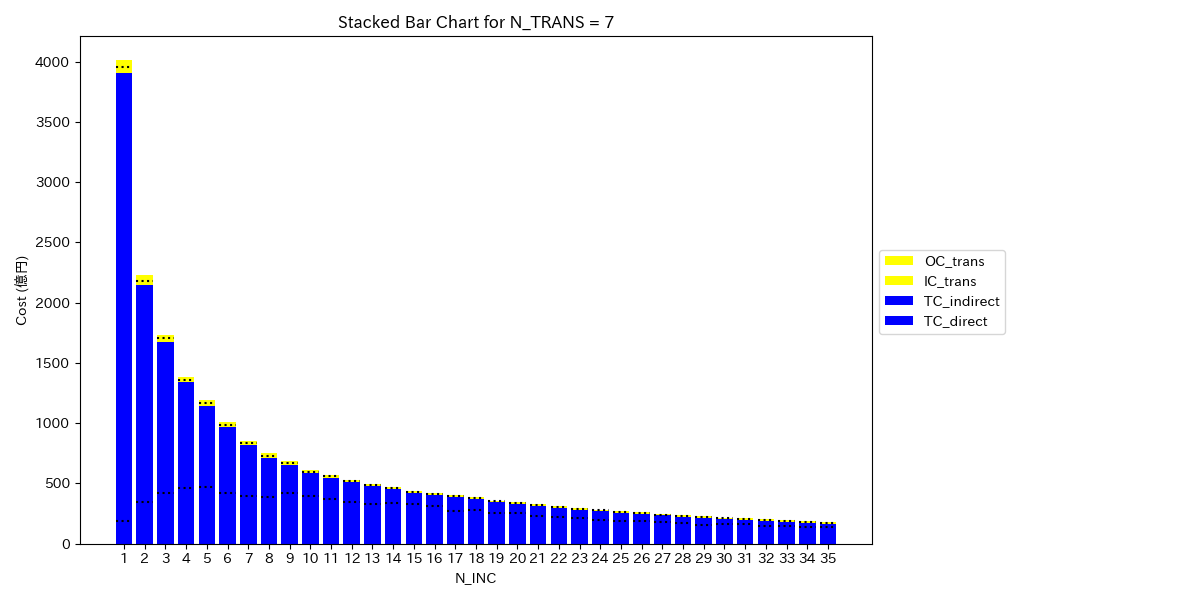 Stacked Bar Chart for N_TRANS = 7
Cost (億円)
4000
3500
3000
2500
2000
1500
1000
500
0
1 2 3 4 5 6 7 8 9 10 11 12 13 14 15 16 17 18 19 20 21 22 23 24 25 26 27 28 29 30 31 32 33 34 35
N_INC
OC_trans
IC_trans
TC_indirect
TC_direct